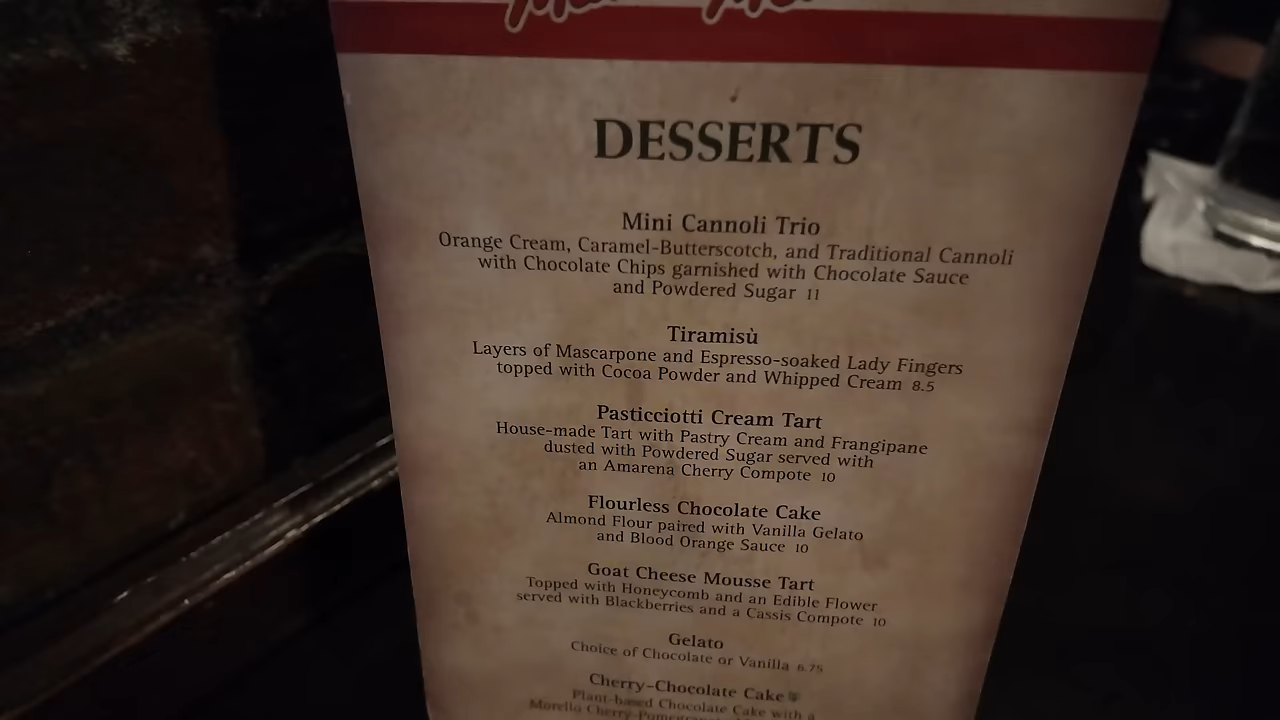 DESSERTS
Mini Cannoli Trio
Orange Cream, Caramel-Butterscotch, and Traditional Cannoli
with Chocolate Chips garnished with Chocolate Sauce
and Powdered Sugar 11
Tiramisù
Layers of Mascarpone and Espresso-soaked Lady Fingers
topped with Cocoa Powder and Whipped Cream 8.5
Pasticciotti Cream Tart
House-made Tart with Pastry Cream and Frangipane
dusted with Powdered Sugar served with
an Amarena Cherry Compote 10
Flourless Chocolate Cake
Almond Flour paired with Vanilla Gelato
and Blood Orange Sauce 10
Goat Cheese Mousse Tart
Topped with Honeycomb and an Edible Flower
served with Blackberries and a Cassis Compote 10
Gelato
Choice of Chocolate or Vanilla 6.75
Cherry-Chocolate Cake
Plant-based Chocolate Cake with a
Morello